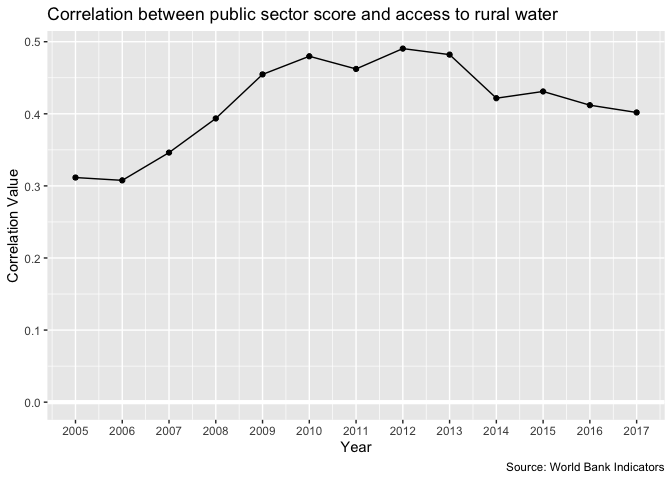 Correlation between public sector score and access to rural water
0.5
0.4
0.3
0.2
0.1
0.0
Correlation Value
2005 2006 2007 2008 2009 2010 2011 2012 2013 2014 2015 2016 2017
Year
Source: World Bank Indicators